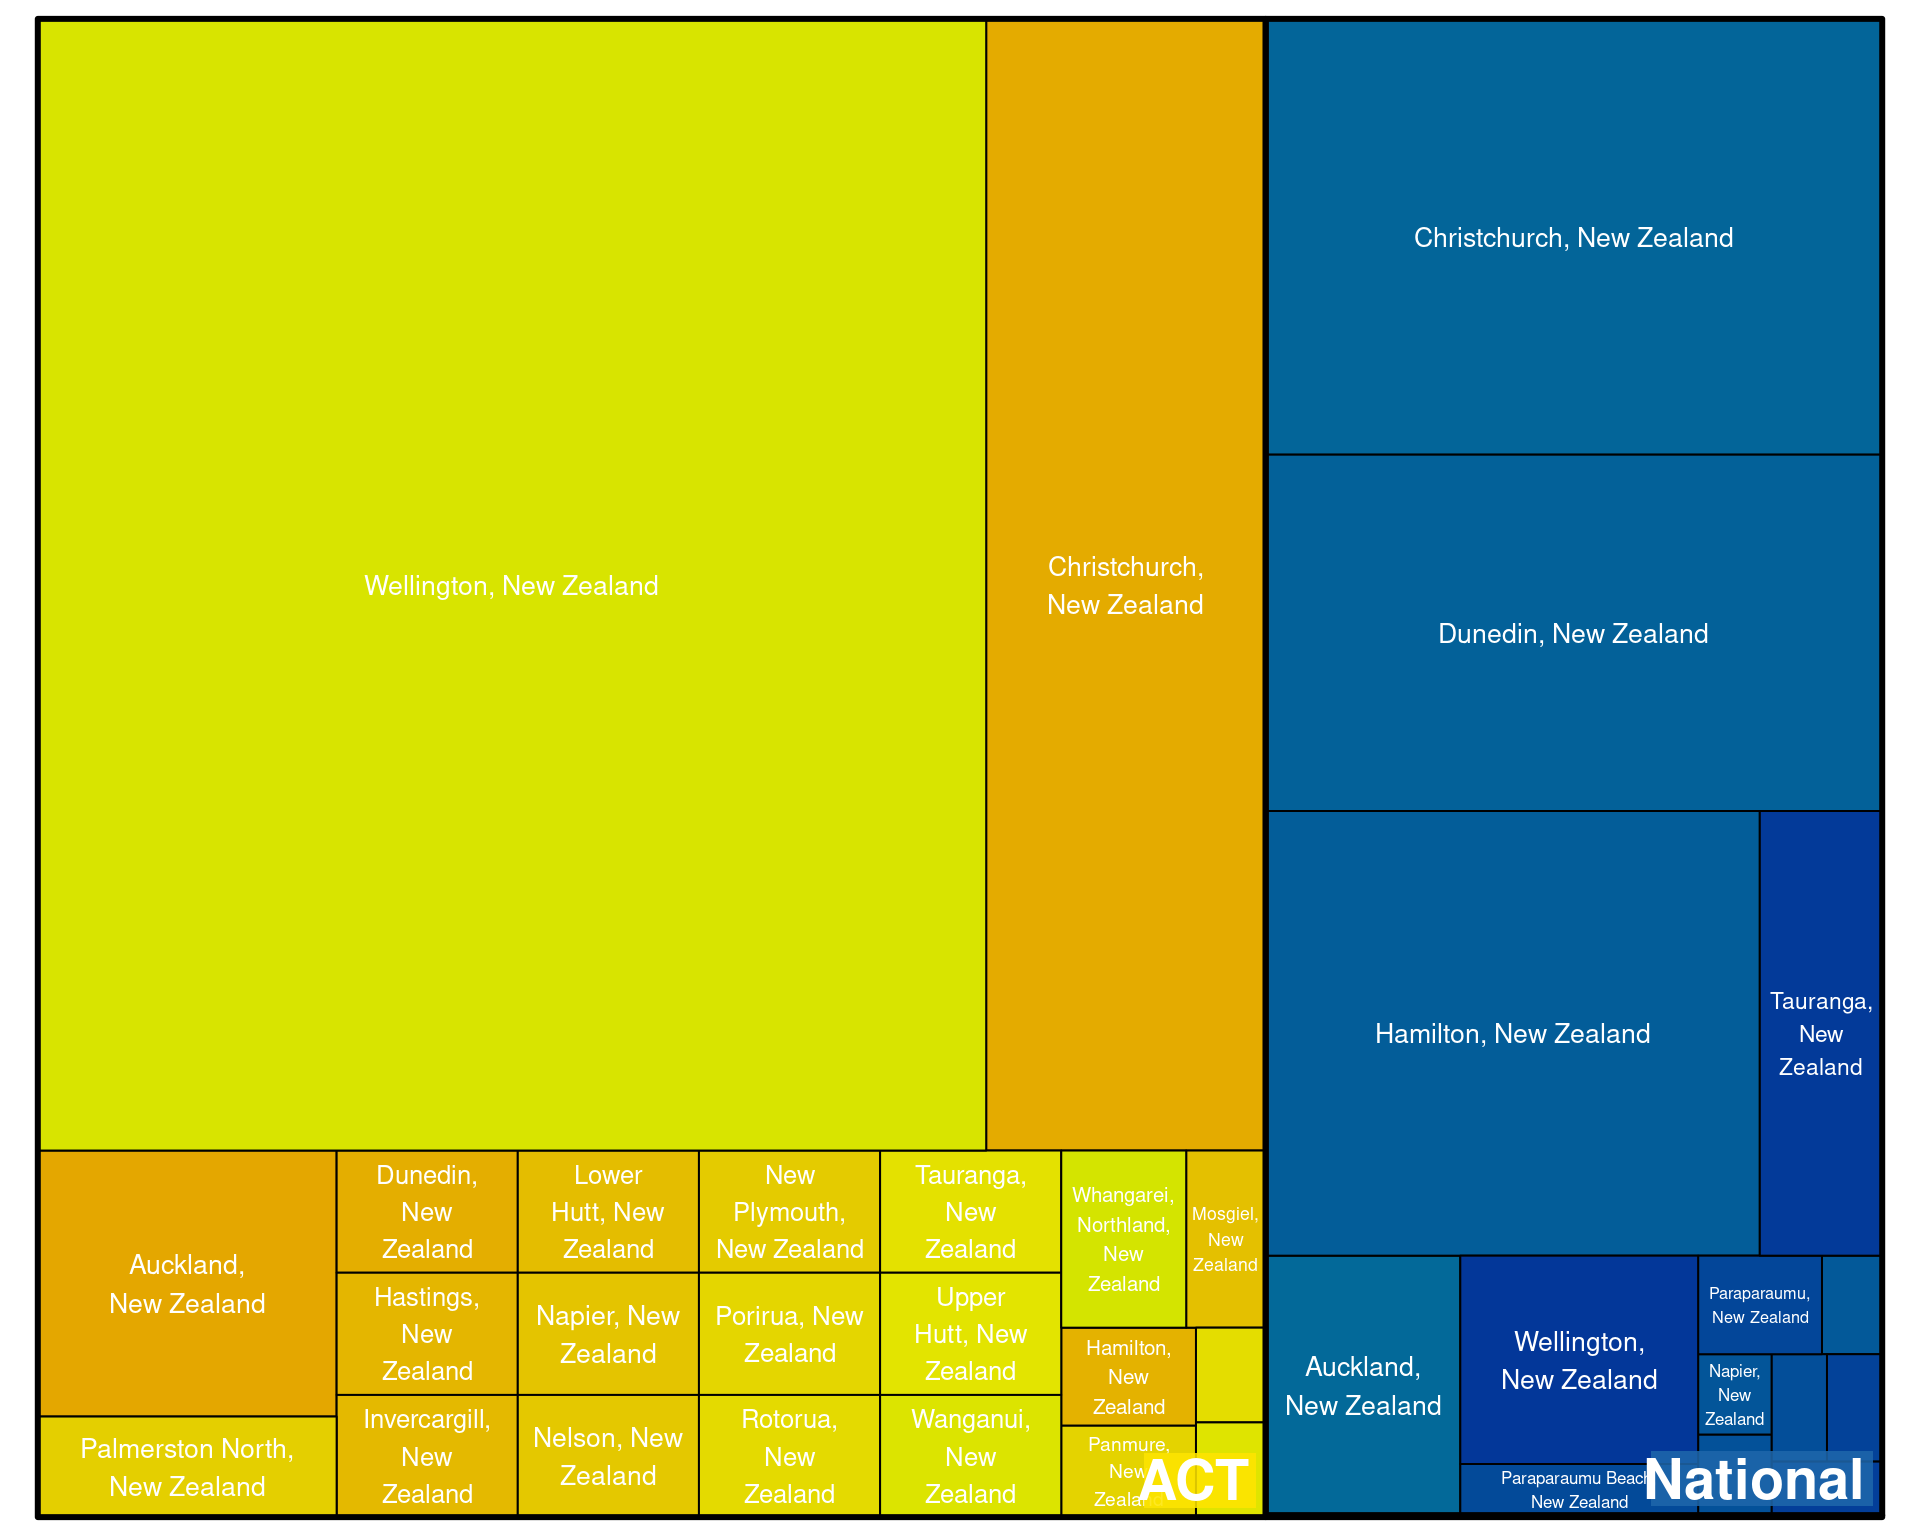 Wellington, New Zealand
Christchurch,
New Zealand
Auckland,
New Zealand
Palmerston North,
New Zealand
Dunedin,
New
Zealand
Hastings,
New
Zealand
Invercargill,
New
Zealand
Lower
Hutt, New
Zealand
Napier, New
Zealand
Nelson, New
Zealand
New
Plymouth,
New Zealand
Porirua, New
Zealand
Rotorua,
New
Zealand
Tauranga,
New
Zealand
Upper
Hutt, New
Zealand
Wanganui,
New
Zealand
Whangarei,
Northland,
New
Zealand
Mosgiel,
New
Zealand
Hamilton,
New
Zealand
Panmure,
New
Zealand
ACT
Christchurch, New Zealand
Dunedin, New Zealand
Hamilton, New Zealand
Tauranga,
New
Zealand
Auckland,
New Zealand
Wellington,
New Zealand
Paraparaumu Beach,
New Zealand
Paraparaumu,
New Zealand
Napier,
New
Zealand
National